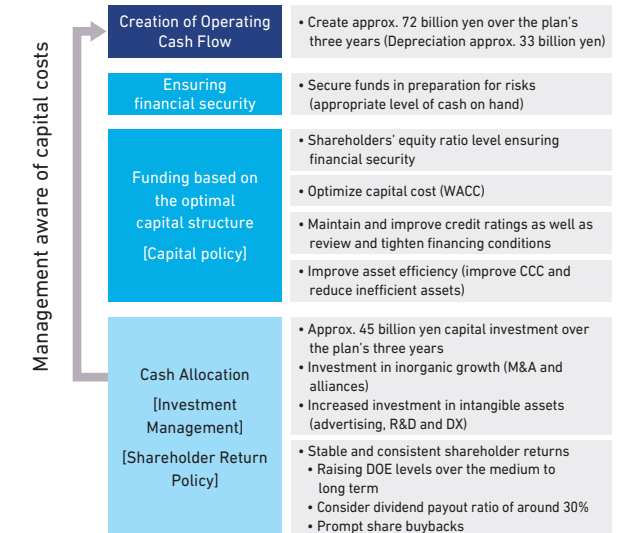 Management aware of capital costs
Creation of Operating
Cash Flow
• Create approx. 72 billion yen over the plan's
three years (Depreciation approx. 33 billion yen)
Ensuring
financial security
• Secure funds in preparation for risks
(appropriate level of cash on hand)
Funding based on
the optimal
capital structure
[Capital policy]
• Shareholders' equity ratio level ensuring
financial security
• Optimize capital cost (WACC)
• Maintain and improve credit ratings as well as
review and tighten financing conditions
• Improve asset efficiency (improve CCC and
reduce inefficient assets)
Cash Allocation
[Investment
Management]
[Shareholder Return
Policy]
• Approx. 45 billion yen capital investment over
the plan's three years
• Investment in inorganic growth (M&A and
alliances)
• Increased investment in intangible assets
(advertising, R&D and DX)
• Stable and consistent shareholder returns
• Raising DOE levels over the medium to
long term
• Consider dividend payout ratio of around 30%
• Prompt share buybacks